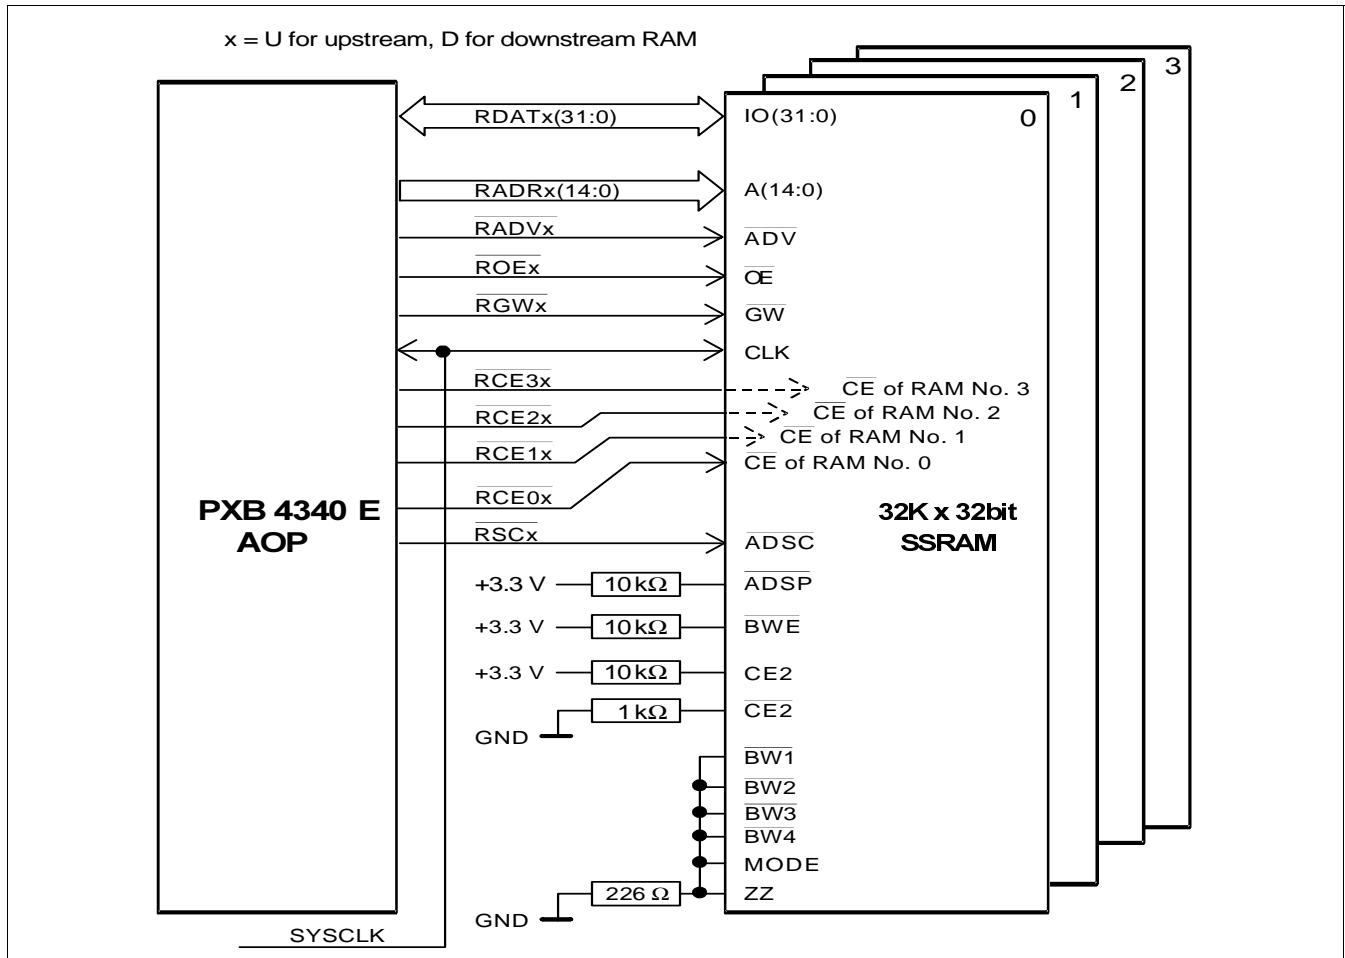 x = U for upstream, D for downstream RAM
3
2
1
0
RDATx(31:0)
IO(31:0)
RADRx(14:0)
A(14:0)
RADVx
ADV
ROEx
OE
RGWx
GW
CLK
RCE3x
CE of RAM No. 3
RCE2x
CE of RAM No. 2
RCE1x
CE of RAM No. 1
CE of RAM No. 0
RCE0x
PXB 4340 E
AOP
32K x 32bit
SSRAM
RSCx
ADSC
+3.3 V
10kΩ
ADSP
+3.3 V
10kΩ
BWE
+3.3 V
10kΩ
CE2
1kΩ
CE2
GND
BW1
BW2
BW3
BW4
MODE
226 Ω
ZZ
GND
SYSCLK